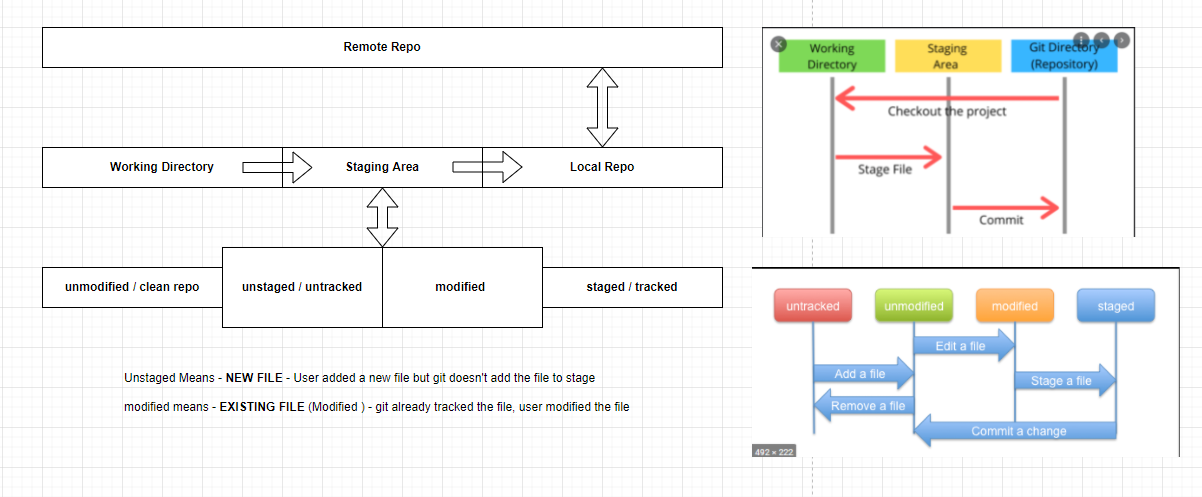 Remote Repo
Working Directory
Staging Area
Local Repo
unmodified / clean repo
unstaged / untracked
modified
staged / tracked
Unstaged Means - NEW FILE - User added a new file but git doesn't add the file to stage
modified means - EXISTING FILE (Modified ) - git already tracked the file, user modified the file
Working
Directory
Staging
Area
Git Directory
(Repository)
Checkout the project
Stage File
Commit
untracked
unmodified
modified
staged
Edit a file
Add a file
Stage a file
Remove a file
Commit a change
492 × 222